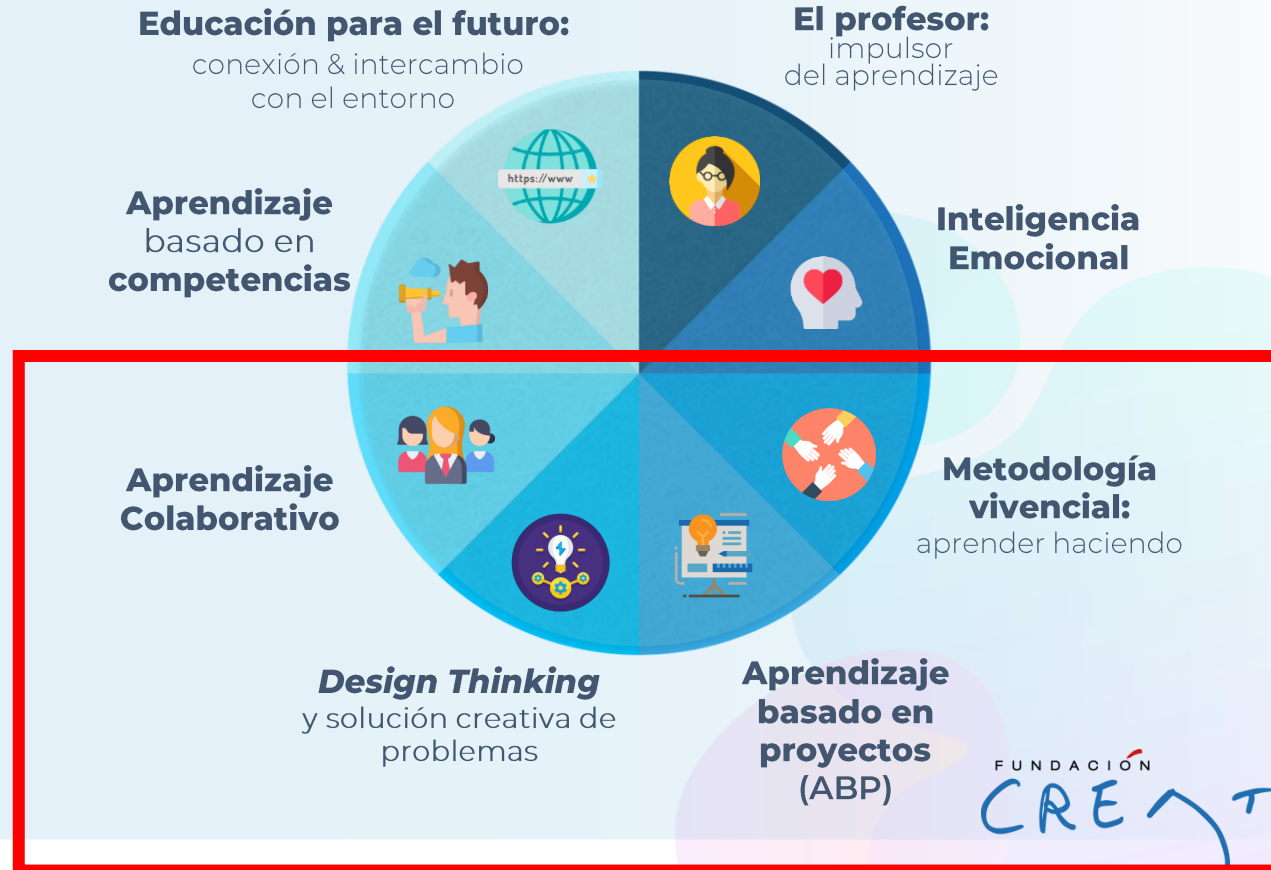 Educación para el futuro:
conexión & intercambio
con el entorno
El profesor:
impulsor
del aprendizaje
https://www
Aprendizaje
basado en
competencias
Inteligencia
Emocional
Aprendizaje
Colaborativo
Metodología
vivencial:
aprender haciendo
Design Thinking
y solución creativa de
problemas
Aprendizaje
basado en
proyectos
(ABP)
FUNDACIÓN